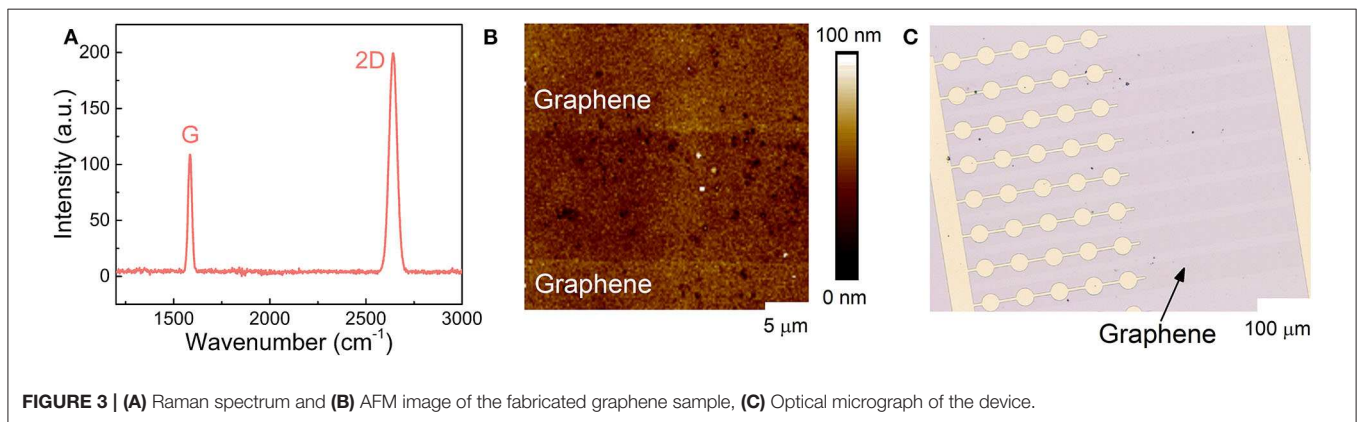 (A)
200
150
100
50
0
Intensity (a.u.)
G
2D
1500 2000 2500 3000
Wavenumber (cm⁻¹)
(B)
Graphene
Graphene
5 μm
100 nm
0 nm
(C)
Graphene
100 μm
FIGURE 3 | (A) Raman spectrum and (B) AFM image of the fabricated graphene sample, (C) Optical micrograph of the device.